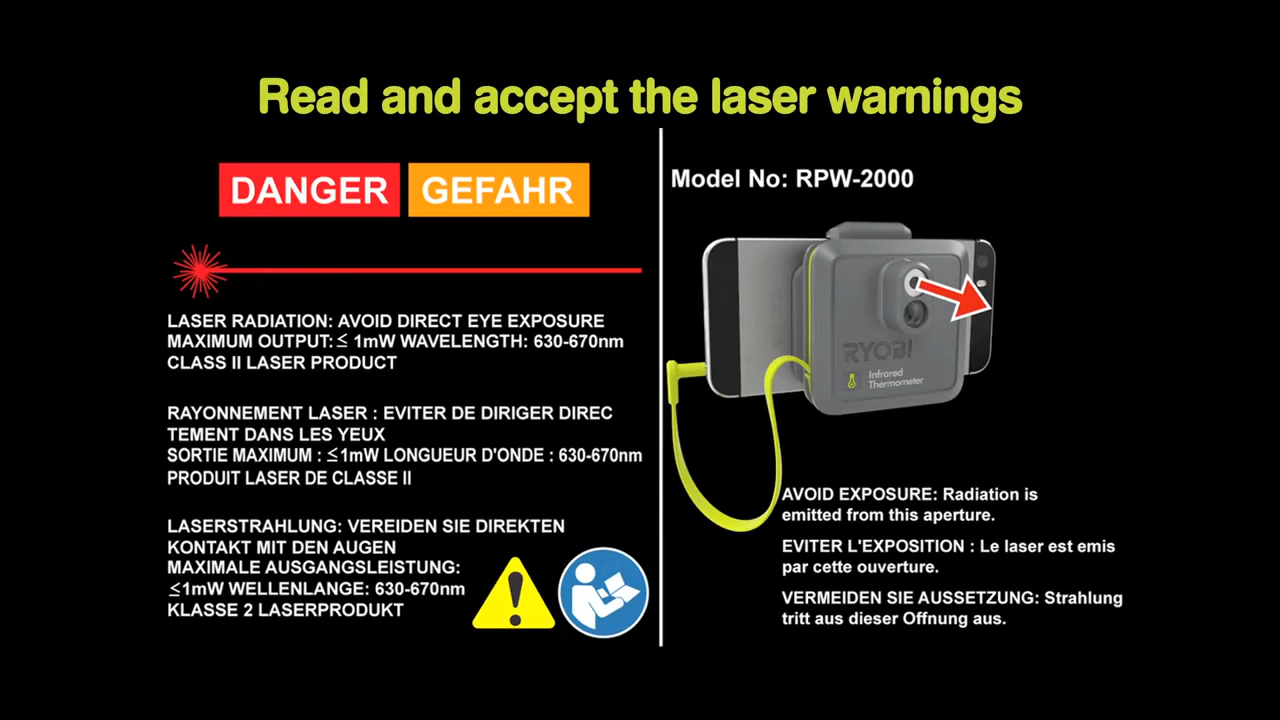 Read and accept the laser warnings
DANGER GEFAHR
LASER RADIATION: AVOID DIRECT EYE EXPOSURE
MAXIMUM OUTPUT: ≤ 1mW WAVELENGTH: 630-670nm
CLASS II LASER PRODUCT
RAYONNEMENT LASER : EVITER DE DIRIGER DIREC
TEMENT DANS LES YEUX
SORTIE MAXIMUM : ≤1mW LONGUEUR D'ONDE : 630-670nm
PRODUIT LASER DE CLASSE II
LASERSTRAHLUNG: VEREIDEN SIE DIREKTEN
KONTAKT MIT DEN AUGEN
MAXIMALE AUSGANGSLEISTUNG:
≤1mW WELLENLANGE: 630-670nm
KLASSE 2 LASERPRODUKT
Model No: RPW-2000
RYOBI
Infrared
Thermometer
AVOID EXPOSURE: Radiation is
emitted from this aperture.
EVITER L'EXPOSITION : Le laser est emis
par cette ouverture.
VERMEIDEN SIE AUSSETZUNG: Strahlung
tritt aus dieser Offnung aus.